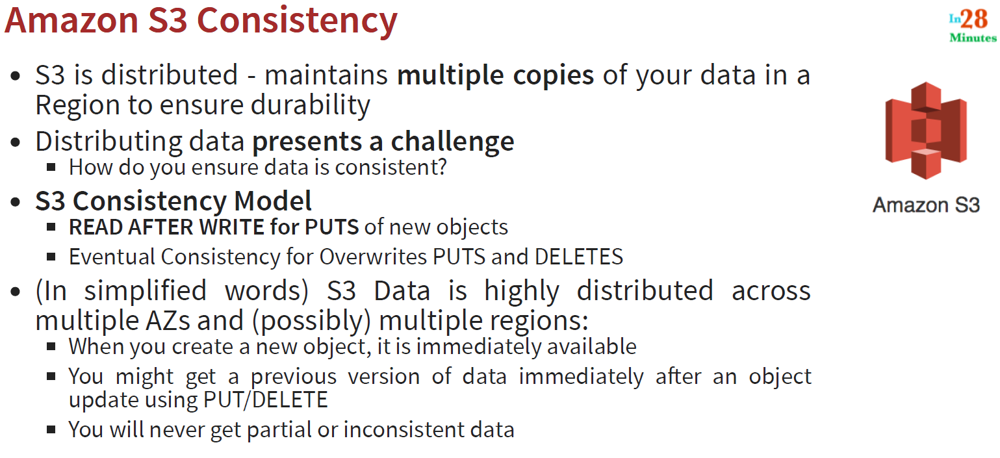 Amazon S3 Consistency
In28
Minutes
• S3 is distributed - maintains multiple copies of your data in a
Region to ensure durability
• Distributing data presents a challenge
▪ How do you ensure data is consistent?
• S3 Consistency Model
▪ READ AFTER WRITE for PUTS of new objects
▪ Eventual Consistency for Overwrites PUTS and DELETES
• (In simplified words) S3 Data is highly distributed across
multiple AZs and (possibly) multiple regions:
▪ When you create a new object, it is immediately available
▪ You might get a previous version of data immediately after an object
update using PUT/DELETE
▪ You will never get partial or inconsistent data
Amazon S3